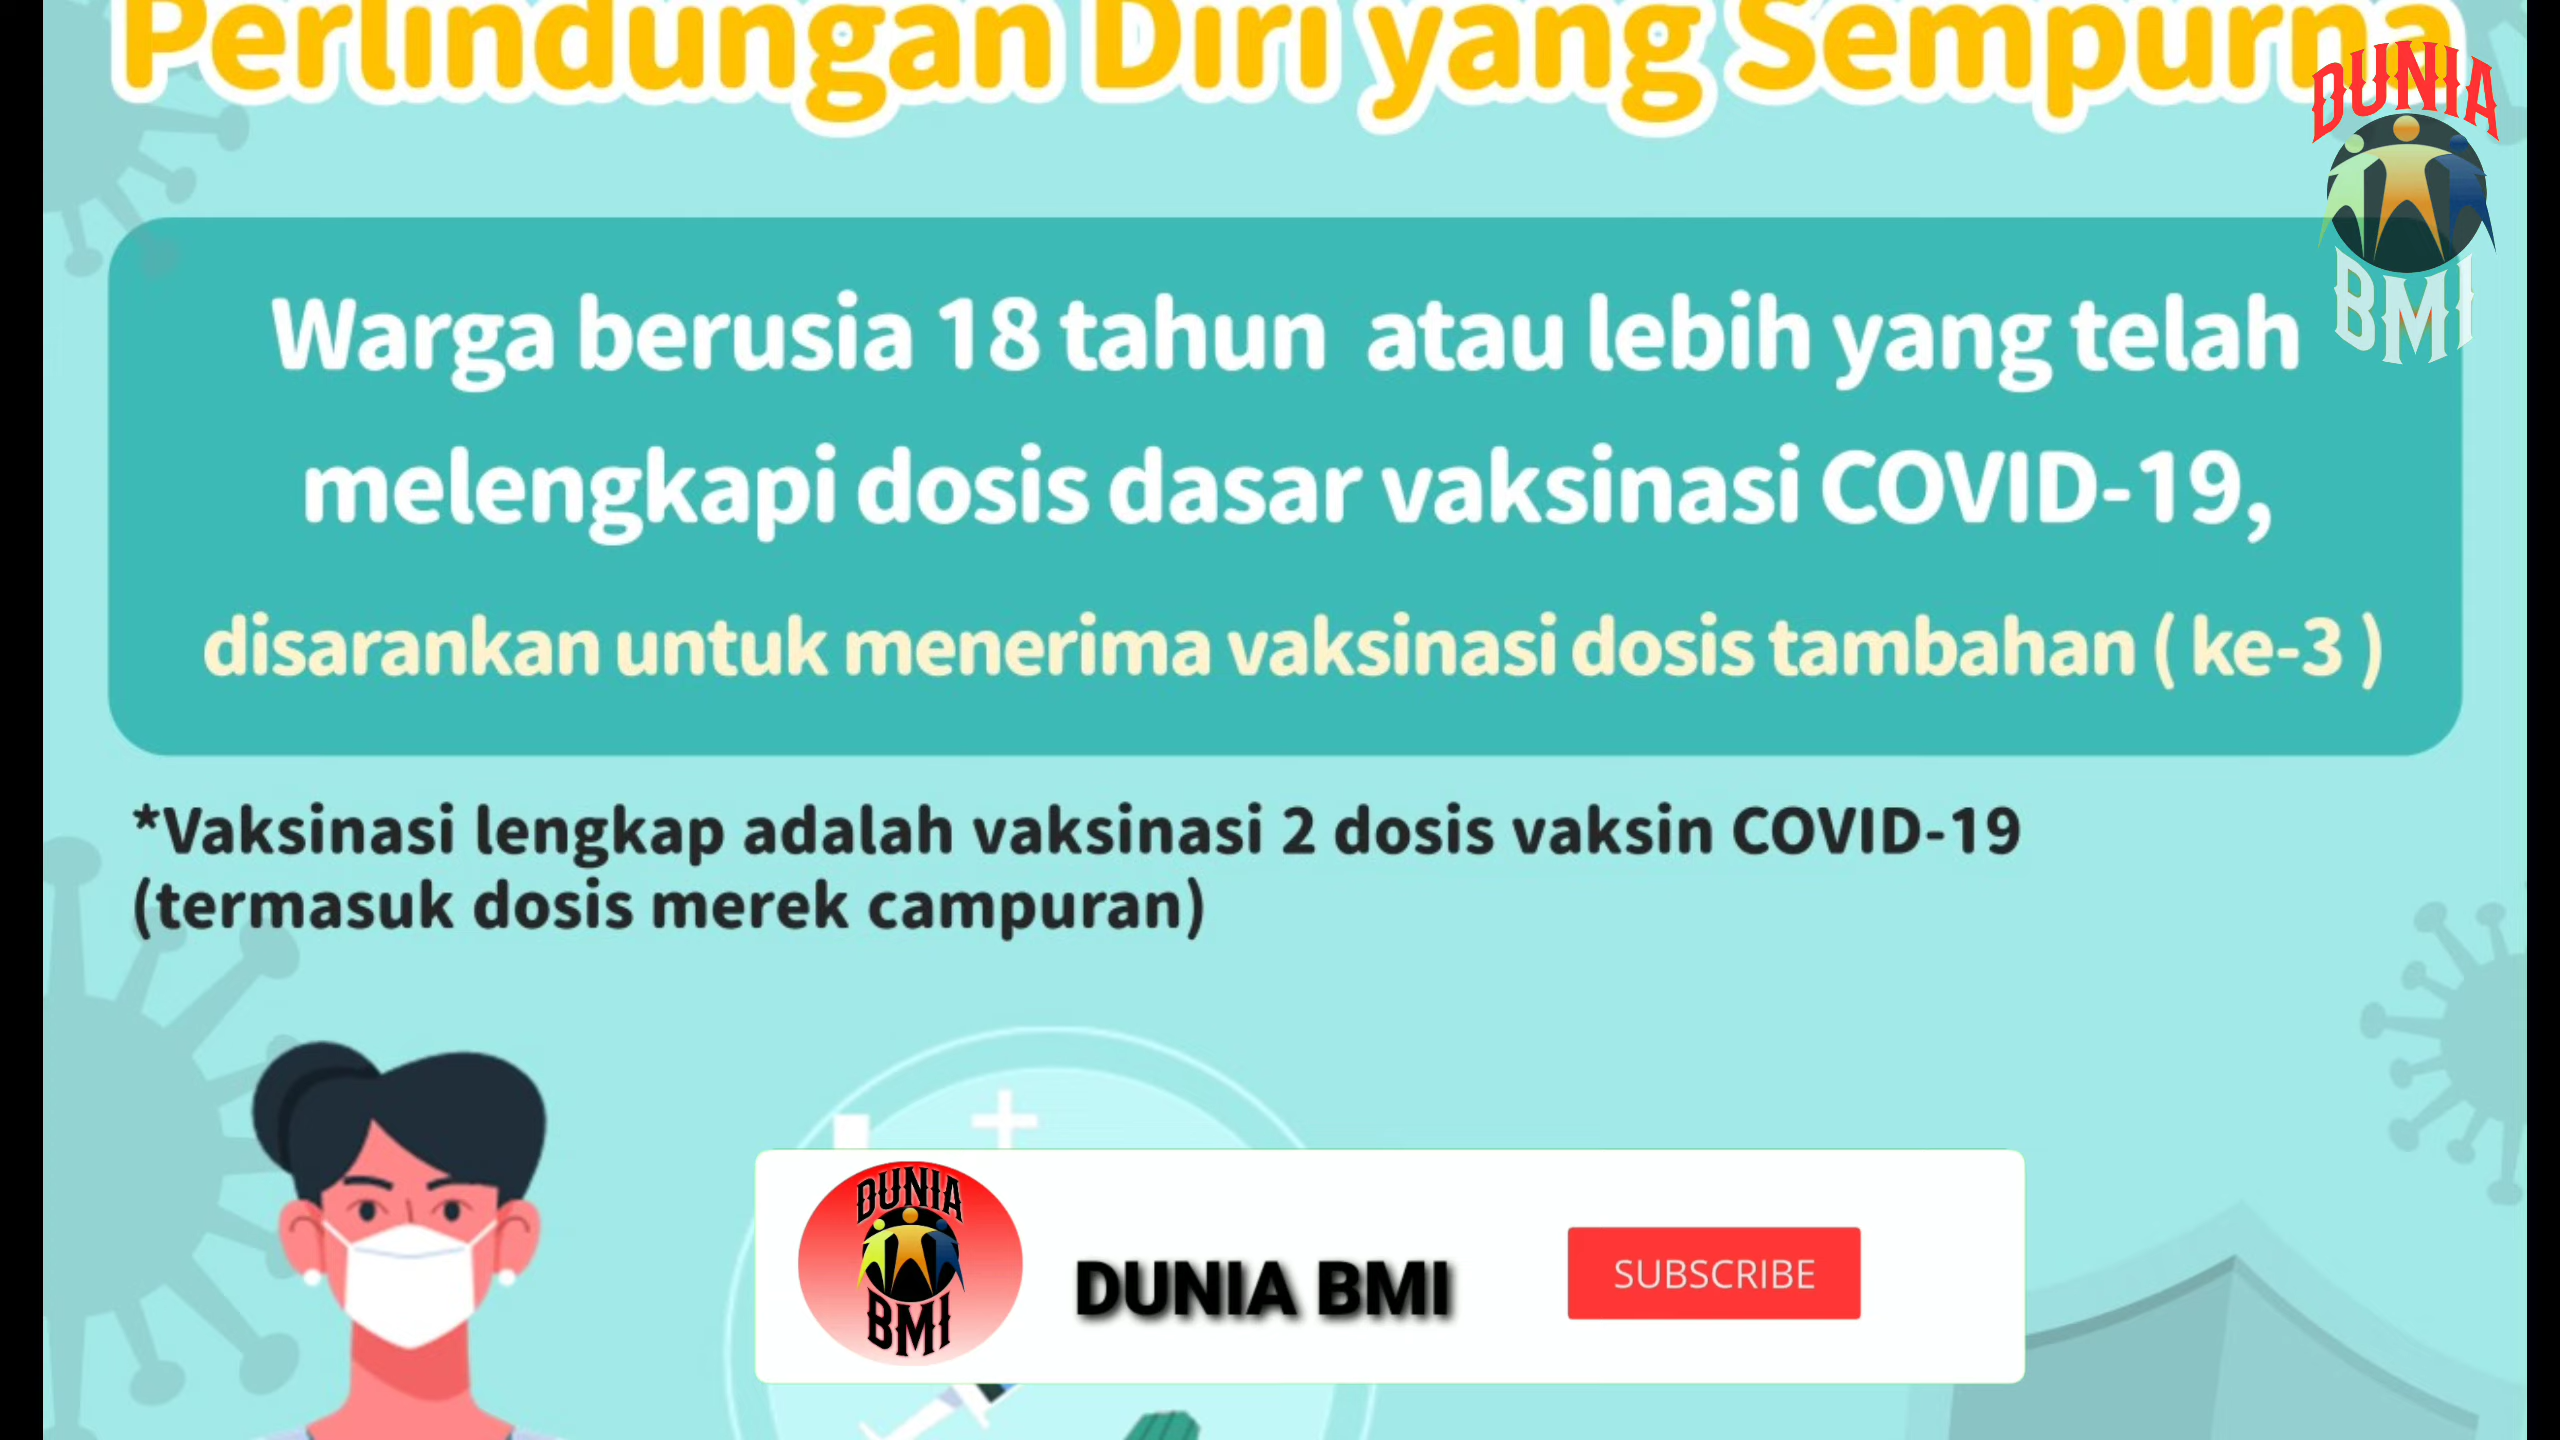 Perlindungan Diri yang Sempurna
DUNIA
BMI
Warga berusia 18 tahun atau lebih yang telah
melengkapi dosis dasar vaksinasi COVID-19,
disarankan untuk menerima vaksinasi dosis tambahan ( ke-3 )
*Vaksinasi lengkap adalah vaksinasi 2 dosis vaksin COVID-19
(termasuk dosis merek campuran)
DUNIA
BMI
DUNIA BMI
SUBSCRIBE